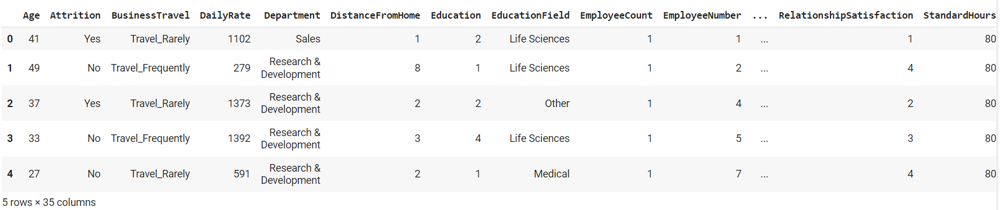 Age Attrition BusinessTravel DailyRate Department DistanceFromHome Education EducationField EmployeeCount EmployeeNumber ... RelationshipSatisfaction StandardHours
0 41 Yes Travel_Rarely 1102 Sales 1 2 Life Sciences 1 1 ... 1 80
1 49 No Travel_Frequently 279 Research & Development 8 1 Life Sciences 1 2 ... 4 80
2 37 Yes Travel_Rarely 1373 Research & Development 2 2 Other 1 4 ... 2 80
3 33 No Travel_Frequently 1392 Research & Development 3 4 Life Sciences 1 5 ... 3 80
4 27 No Travel_Rarely 591 Research & Development 2 1 Medical 1 7 ... 4 80
5 rows × 35 columns